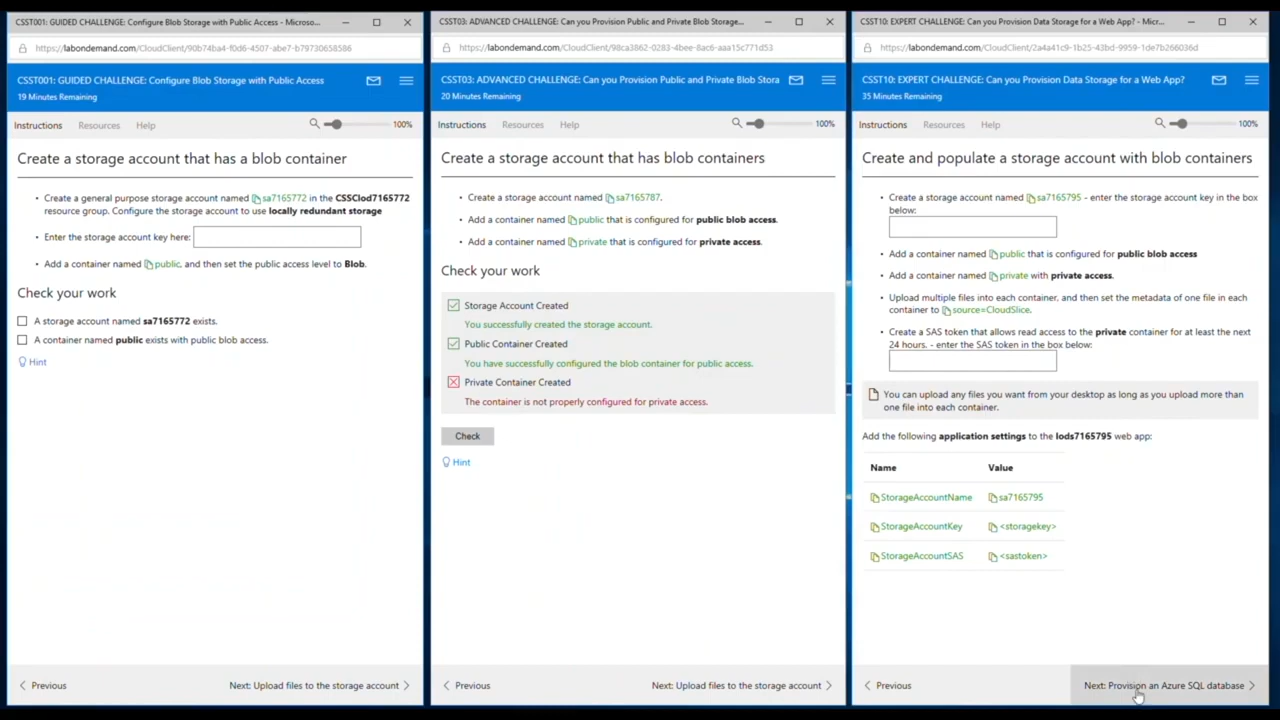 CSST001: GUIDED CHALLENGE: Configure Blob Storage with Public Access - Microso...
https://labondemand.com/CloudClient/90b74ba4-f0d6-4507-abe7-b79730658586
CSST001: GUIDED CHALLENGE: Configure Blob Storage with Public Access
19 Minutes Remaining
Instructions Resources Help 100%
Create a storage account that has a blob container
• Create a general purpose storage account named sa7165772 in the CSSClod7165772
resource group. Configure the storage account to use locally redundant storage
• Enter the storage account key here:
• Add a container named public, and then set the public access level to Blob.
Check your work
A storage account named sa7165772 exists.
A container named public exists with public blob access.
Hint
Previous
Next: Upload files to the storage account
CSST03: ADVANCED CHALLENGE: Can you Provision Public and Private Blob Storage...
https://labondemand.com/CloudClient/98ca3862-0283-4bee-8ac6-aaa15c771d53
CSST03: ADVANCED CHALLENGE: Can you Provision Public and Private Blob Stora
20 Minutes Remaining
Instructions Resources Help 100%
Create a storage account that has blob containers
• Create a storage account named sa7165787.
• Add a container named public that is configured for public blob access.
• Add a container named private that is configured for private access.
Check your work
Storage Account Created
You successfully created the storage account.
Public Container Created
You have successfully configured the blob container for public access.
Private Container Created
The container is not properly configured for private access.
Check
Hint
Previous
Next: Upload files to the storage account
CSST10: EXPERT CHALLENGE: Can you Provision Data Storage for a Web App? - Micr...
https://labondemand.com/CloudClient/2a4a41c9-1b25-43bd-9959-1de7b266036d
CSST10: EXPERT CHALLENGE: Can you Provision Data Storage for a Web App?
35 Minutes Remaining
Instructions Resources Help 100%
Create and populate a storage account with blob containers
• Create a storage account named sa7165795 - enter the storage account key in the box
below:
• Add a container named public that is configured for public blob access
• Add a container named private with private access.
• Upload multiple files into each container, and then set the metadata of one file in each
container to source=CloudSlice.
• Create a SAS token that allows read access to the private container for at least the next
24 hours. - enter the SAS token in the box below:
You can upload any files you want from your desktop as long as you upload more than
one file into each container.
Add the following application settings to the lods7165795 web app:
Name Value
StorageAccountName sa7165795
StorageAccountKey <storagekey>
StorageAccountSAS <sastoken>
Previous
Next: Provision an Azure SQL database